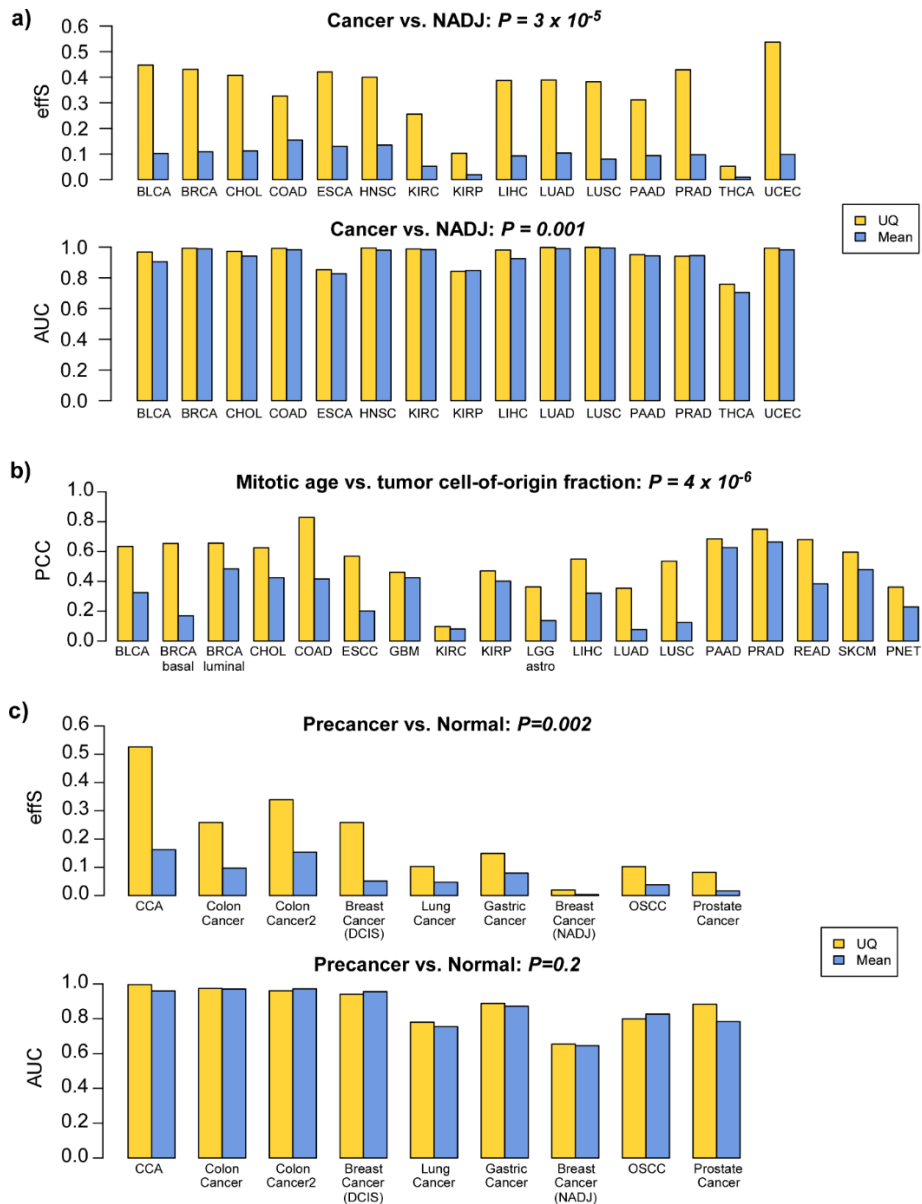 a)
Cancer vs. NADJ: P = 3 x 10-5
effS
0.6
0.5
0.4
0.3
0.2
0.1
0.0
BLCA BRCA CHOL COAD ESCA HNSC KIRC KIRP LIHC LUAD LUSC PAAD PRAD THCA UCEC
Cancer vs. NADJ: P = 0.001
UQ
Mean
AUC
1.0
0.8
0.6
0.4
0.2
0.0
BLCA BRCA CHOL COAD ESCA HNSC KIRC KIRP LIHC LUAD LUSC PAAD PRAD THCA UCEC
b)
Mitotic age vs. tumor cell-of-origin fraction: P = 4 x 10-6
PCC
1.0
0.8
0.6
0.4
0.2
0.0
BLCA BRCA BRCA CHOL COAD ESCC GBM KIRC KIRP LGG LIHC LUAD LUSC PAAD PRAD READ SKCM PNET
basal luminal astro
c)
Precancer vs. Normal: P=0.002
effS
0.6
0.5
0.4
0.3
0.2
0.1
0.0
CCA Colon Colon Breast Lung Gastric Breast OSCC Prostate
Cancer Cancer2 Cancer Cancer Cancer Cancer Cancer
(DCIS) (NADJ)
UQ
Mean
Precancer vs. Normal: P=0.2
AUC
1.0
0.8
0.6
0.4
0.2
0.0
CCA Colon Colon Breast Lung Gastric Breast OSCC Prostate
Cancer Cancer2 Cancer Cancer Cancer Cancer Cancer
(DCIS) (NADJ)